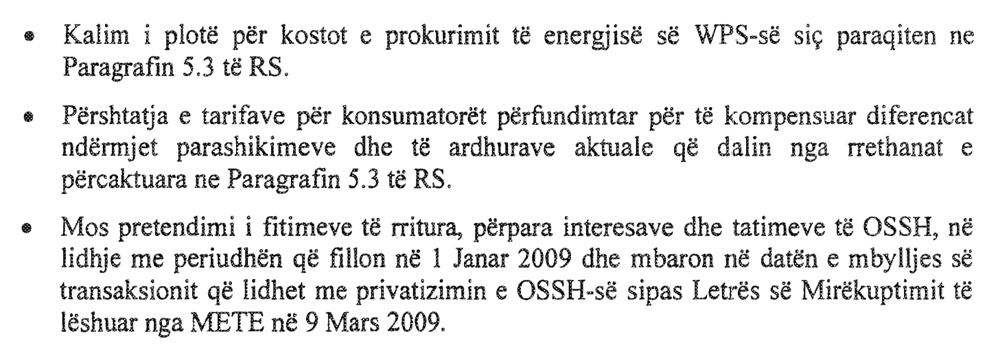 • Kalim i plotë për kostot e prokurimit të energjisë së WPS-së siç paraqiten ne
Paragrafin 5.3 të RS.
• Përshtatja e tarifave për konsumatorët përfundimtar për të kompensuar diferencat
ndërmjet parashikimeve dhe të ardhurave aktuale që dalin nga rrethanat e
përcaktuara ne Paragrafin 5.3 të RS.
• Mos pretendimi i fitimeve të rritura, përpara interesave dhe tatimeve të OSSH, në
lidhje me periudhën që fillon në 1 Janar 2009 dhe mbaron në datën e mbylljes së
transaksionit që lidhet me privatizimin e OSSH-së sipas Letrës së Mirëkuptimit të
lëshuar nga METE në 9 Mars 2009.